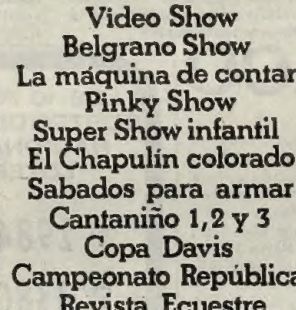 Video Show
Belgrano Show
La máquina de contar
Pinky Show
Super Show infantil
El Chapulín colorado
Sabados para armar
Cantaniño 1,2 y 3
Copa Davis
Campeonato República
Revista Ecuestre